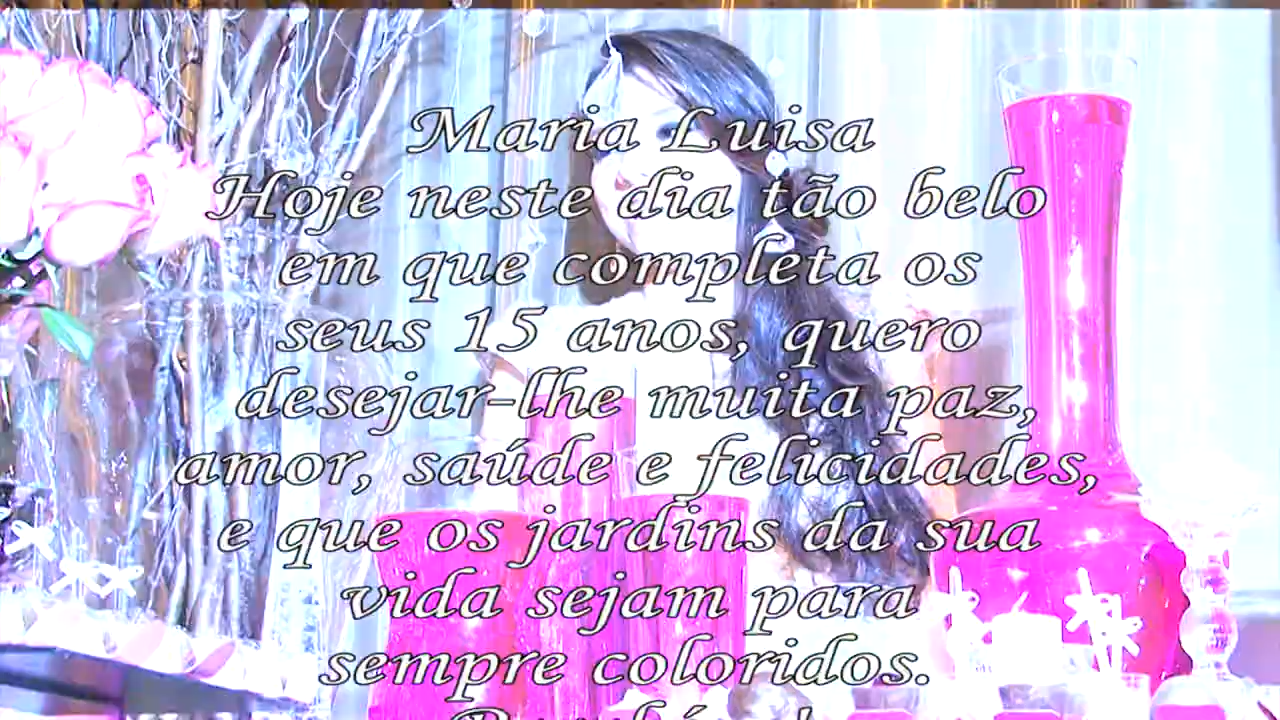 Maria Luisa
Hoje neste dia tão belo
em que completa os
seus 15 anos, quero
desejar-lhe muita paz,
amor, saúde e felicidades,
e que os jardins da sua
vida sejam para
sempre coloridos.